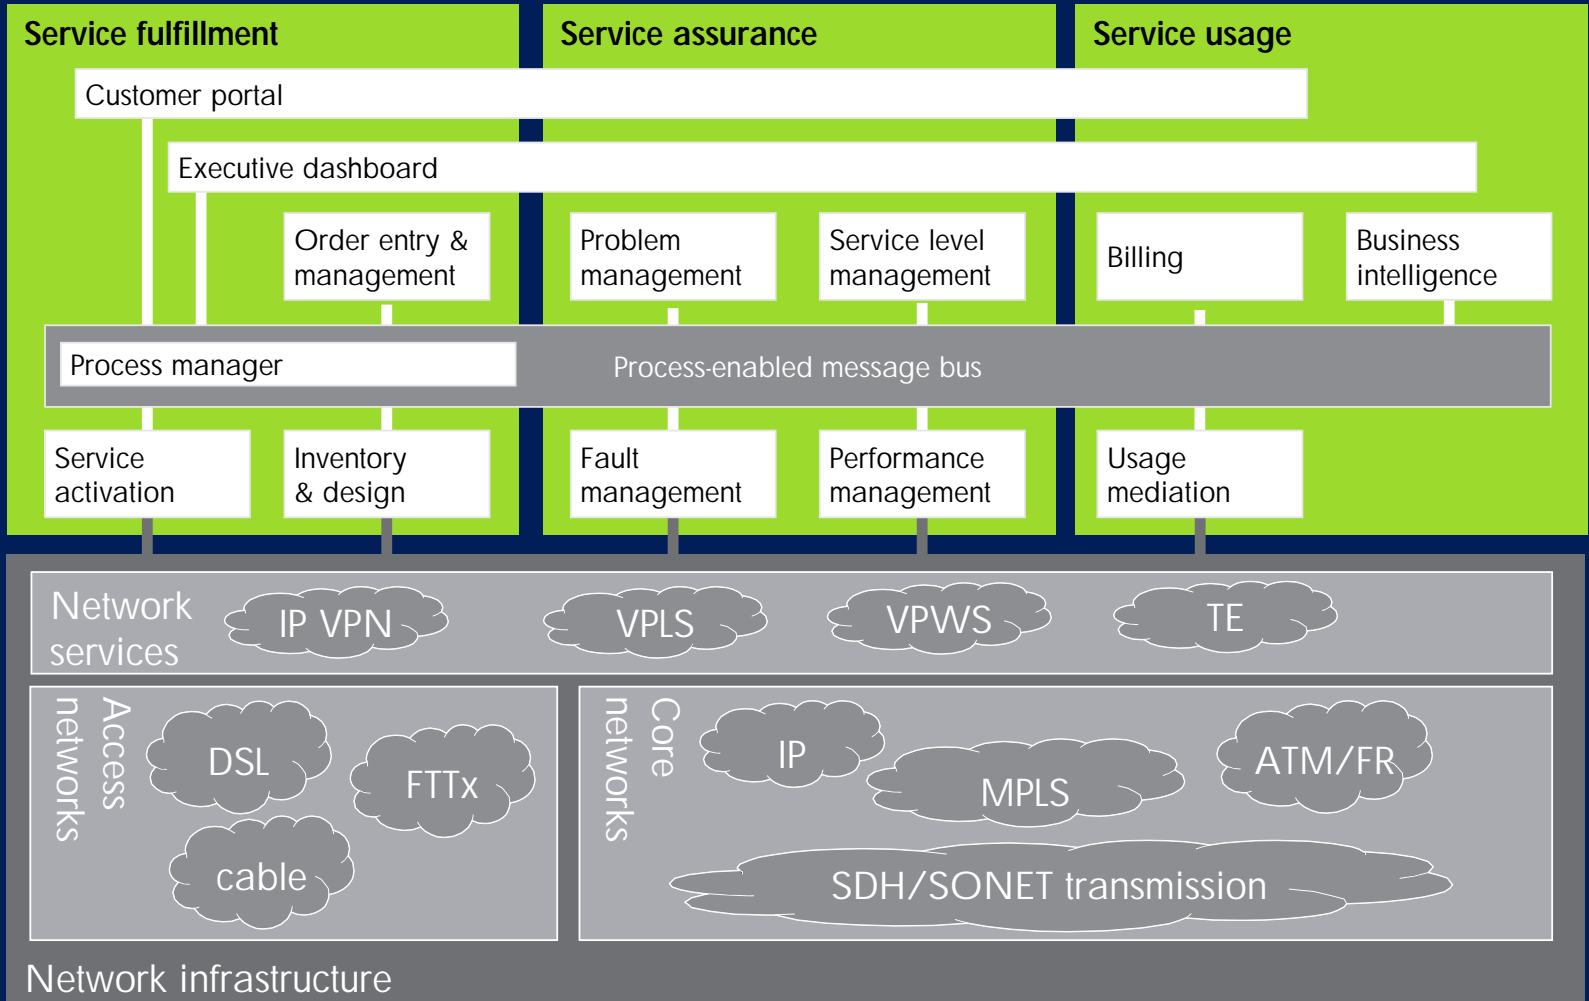 Service fulfillment
Service assurance
Service usage
Customer portal
Executive dashboard
Order entry &
management
Problem
management
Service level
management
Billing
Business
intelligence
Process manager
Process-enabled message bus
Service
activation
Inventory
& design
Fault
management
Performance
management
Usage
mediation
Network
services
IP VPN
VPLS
VPWS
TE
Access
networks
DSL
FTTx
cable
Core
networks
IP
MPLS
ATM/FR
SDH/SONET transmission
Network infrastructure